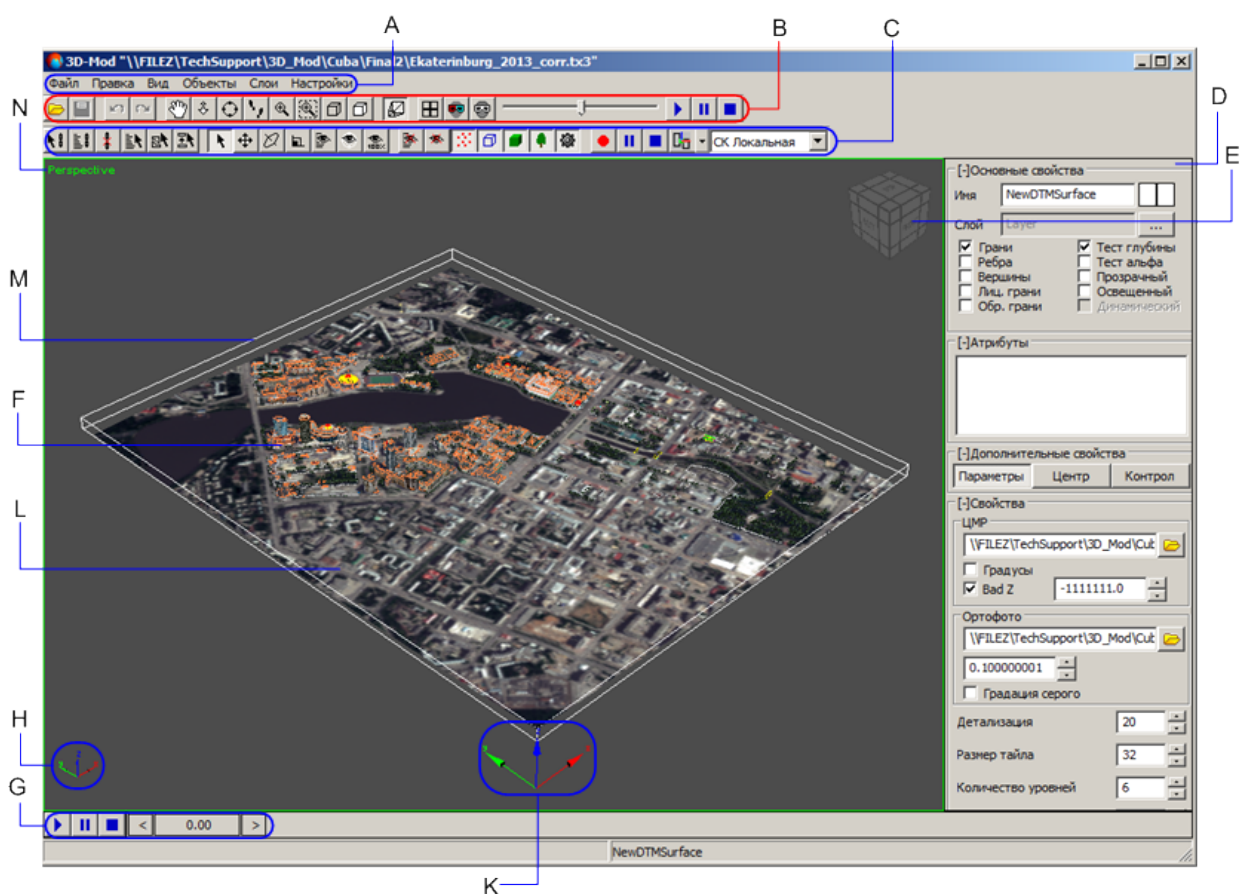 A
B
C
3D-Mod "\\FILEZ\TechSupport\3D_Mod\Cuba\Final2\Ekaterinburg_2013_corr.tx3"
Файл Правка Вид Объекты Слои Настройки
D
N
100%
СК Локальная
E
Perspective
[-]Основные свойства
Имя NewDTMSurface
Слой Layer ...
Грани Тест глубины
Ребра Тест альфа
Вершины Прозрачный
Лиц. грани Освещенный
Обр. грани Динамический
M
[-]Атрибуты
F
[-]Дополнительные свойства
Параметры Центр Контрол
L
[-]Свойства
ЦМР
\\FILEZ\TechSupport\3D_Mod\Cub
Градусы
Bad Z -1111111.0
Ортофото
\\FILEZ\TechSupport\3D_Mod\Cub
0.100000001
Градация серого
H
Детализация 20
Размер тайла 32
G
Количество уровней 6
< 0.00 >
NewDTMSurface
K